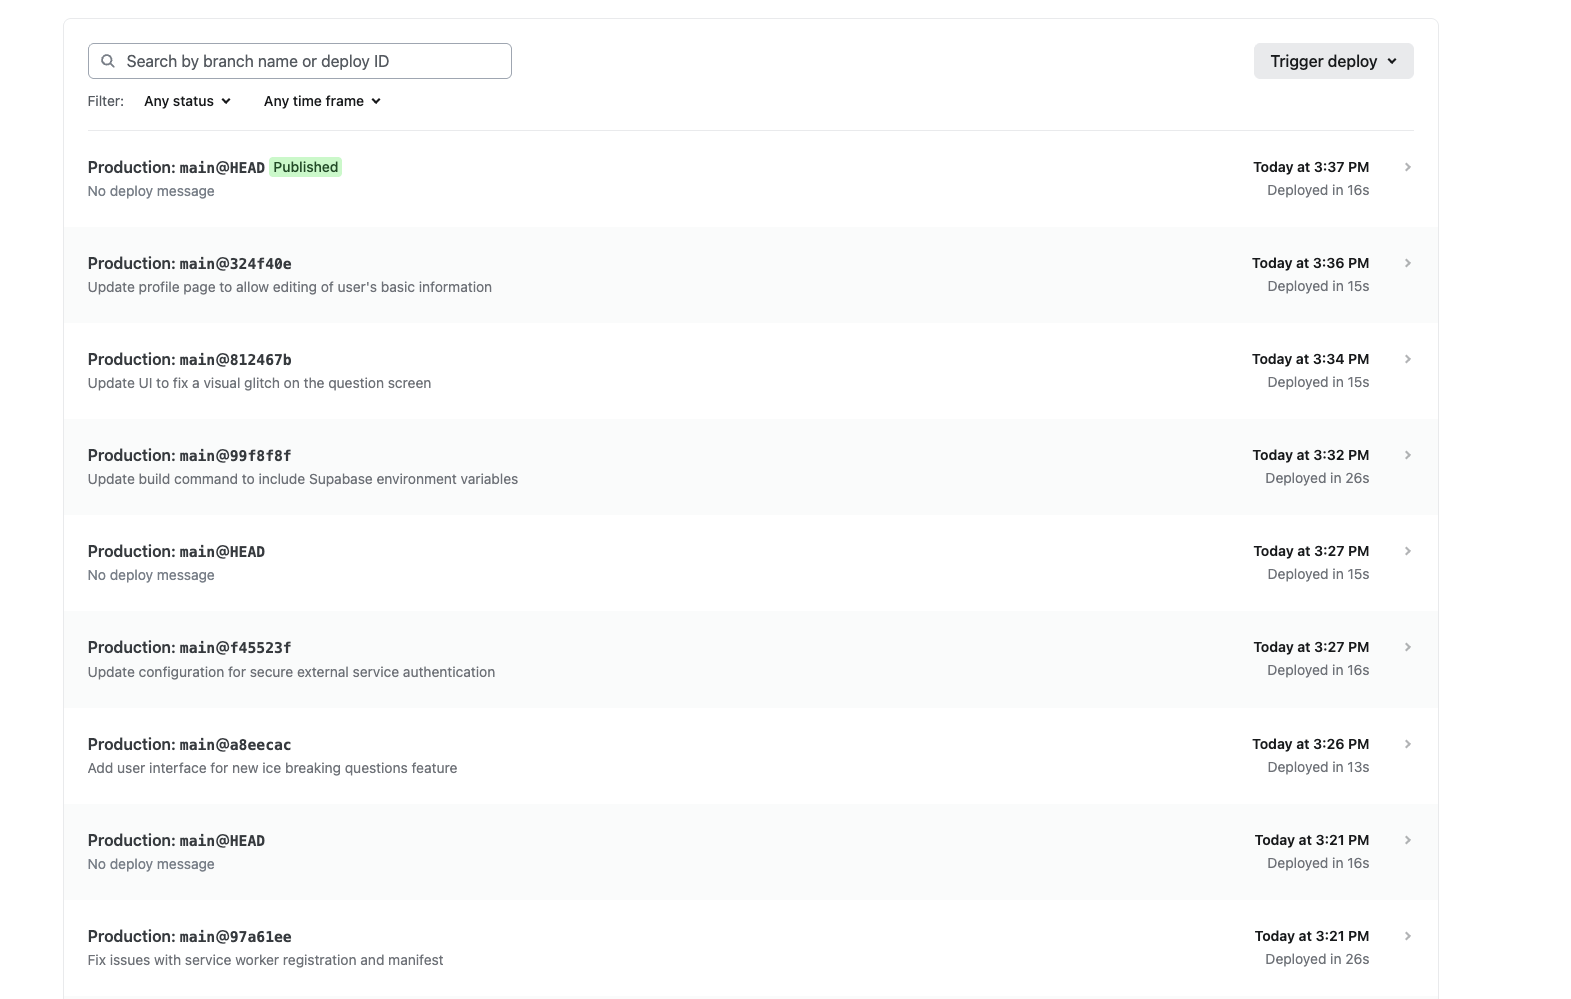 Search by branch name or deploy ID
Trigger deploy
Filter: Any status Any time frame
Production: main@HEAD Published
No deploy message
Today at 3:37 PM
Deployed in 16s
Production: main@324f40e
Update profile page to allow editing of user's basic information
Today at 3:36 PM
Deployed in 15s
Production: main@812467b
Update UI to fix a visual glitch on the question screen
Today at 3:34 PM
Deployed in 15s
Production: main@99f8f8f
Update build command to include Supabase environment variables
Today at 3:32 PM
Deployed in 26s
Production: main@HEAD
No deploy message
Today at 3:27 PM
Deployed in 15s
Production: main@f45523f
Update configuration for secure external service authentication
Today at 3:27 PM
Deployed in 16s
Production: main@a8eecac
Add user interface for new ice breaking questions feature
Today at 3:26 PM
Deployed in 13s
Production: main@HEAD
No deploy message
Today at 3:21 PM
Deployed in 16s
Production: main@97a61ee
Fix issues with service worker registration and manifest
Today at 3:21 PM
Deployed in 26s